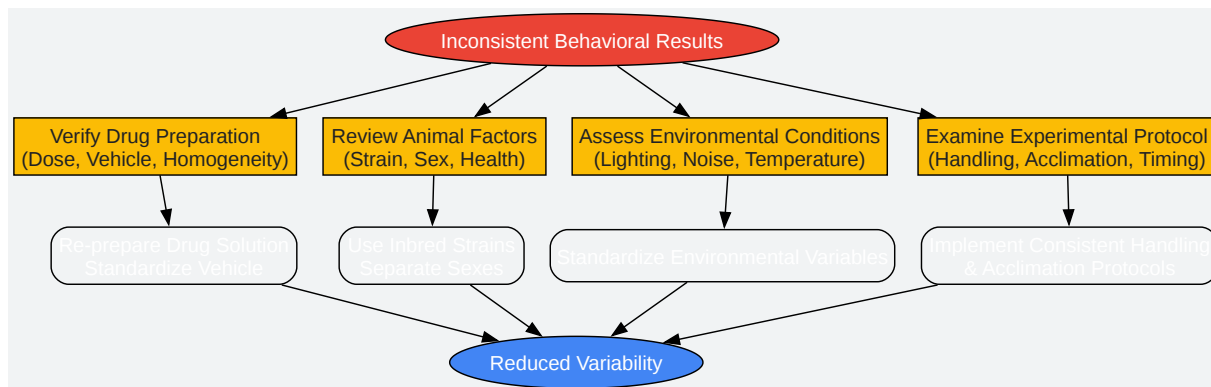 Inconsistent Behavioral Results
Verify Drug Preparation
(Dose, Vehicle, Homogeneity)
Review Animal Factors
(Strain, Sex, Health)
Assess Environmental Conditions
(Lighting, Noise, Temperature)
Examine Experimental Protocol
(Handling, Acclimation, Timing)
Re-prepare Drug Solution
Standardize Vehicle
Use Inbred Strains
Separate Sexes
Standardize Environmental Variables
Implement Consistent Handling
& Acclimation Protocols
Reduced Variability